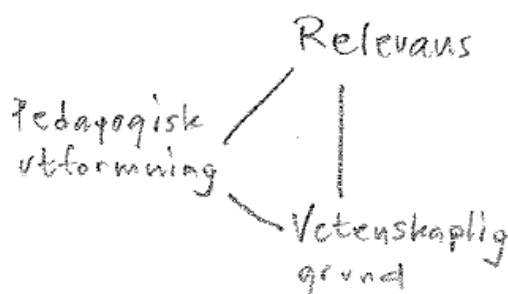 Relevans
Pedagogisk
utformning
Vetenskaplig
grund